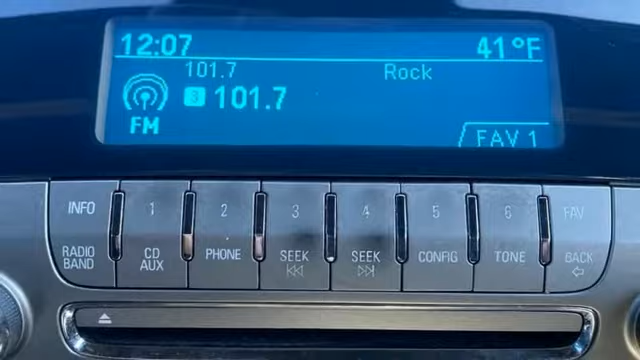 12:07 41°F
101.7 Rock
3 101.7
FM
FAV 1
INFO 1 2 3 4 5 6 FAV
RADIO BAND CD AUX PHONE SEEK SEEK CONFIG TONE BACK